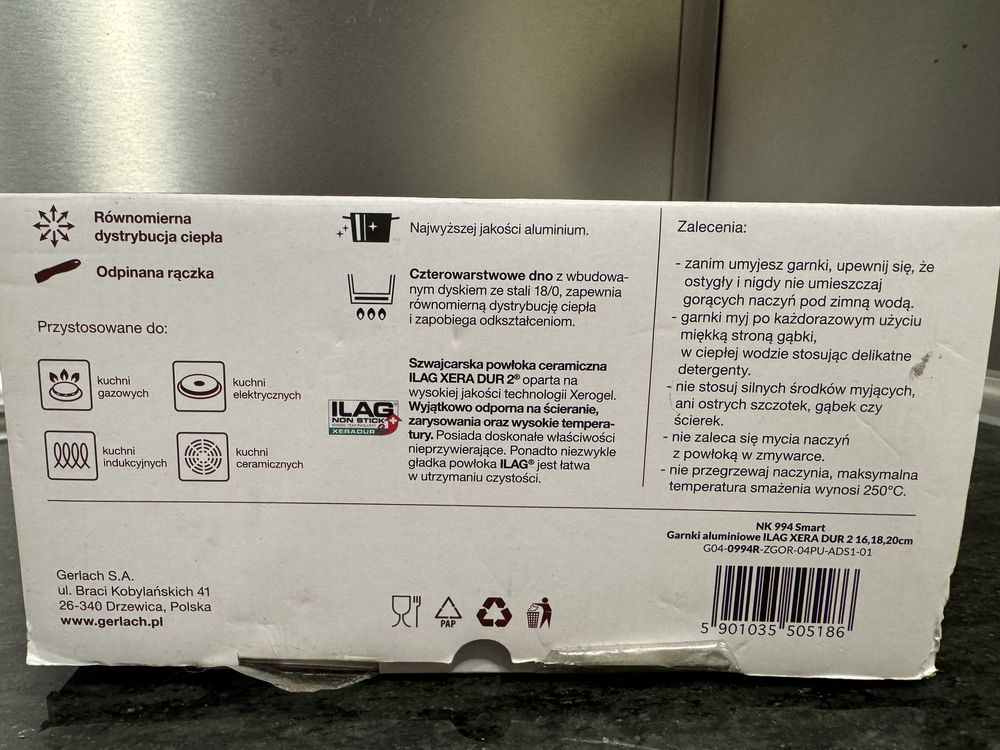 Równomierna
dystrybucja ciepła
Odpinana rączka
Przystosowane do:
kuchni
gazowych
kuchni
elektrycznych
kuchni
indukcyjnych
kuchni
ceramicznych
Najwyższej jakości aluminium.
Czterowarstwowe dno z wbudowa-
nym dyskiem ze stali 18/0, zapewnia
równomierną dystrybucję ciepła
i zapobiega odkształceniom.
ILAG
NON STICK
XERADUR 2
Szwajcarska powłoka ceramiczna
ILAG XERA DUR 2® oparta na
wysokiej jakości technologii Xerogel.
Wyjątkowo odporna na ścieranie,
zarysowania oraz wysokie tempera-
tury. Posiada doskonałe właściwości
nieprzywierające. Ponadto niezwykle
gładka powłoka ILAG® jest łatwa
w utrzymaniu czystości.
Zalecenia:
- zanim umyjesz garnki, upewnij się, że
ostygły i nigdy nie umieszczaj
gorących naczyń pod zimną wodą.
- garnki myj po każdorazowym użyciu
miękką stroną gąbki,
w ciepłej wodzie stosując delikatne
detergenty.
- nie stosuj silnych środków myjących,
ani ostrych szczotek, gąbek czy
ścierek.
- nie zaleca się mycia naczyń
z powłoką w zmywarce.
- nie przegrzewaj naczynia, maksymalna
temperatura smażenia wynosi 250°C.
NK 994 Smart
Garnki aluminiowe ILAG XERA DUR 2 16,18,20cm
G04-0994R-ZGOR-04PU-ADS1-01
5 901035 505186
Gerlach S.A.
ul. Braci Kobylańskich 41
26-340 Drzewica, Polska
www.gerlach.pl
PAP